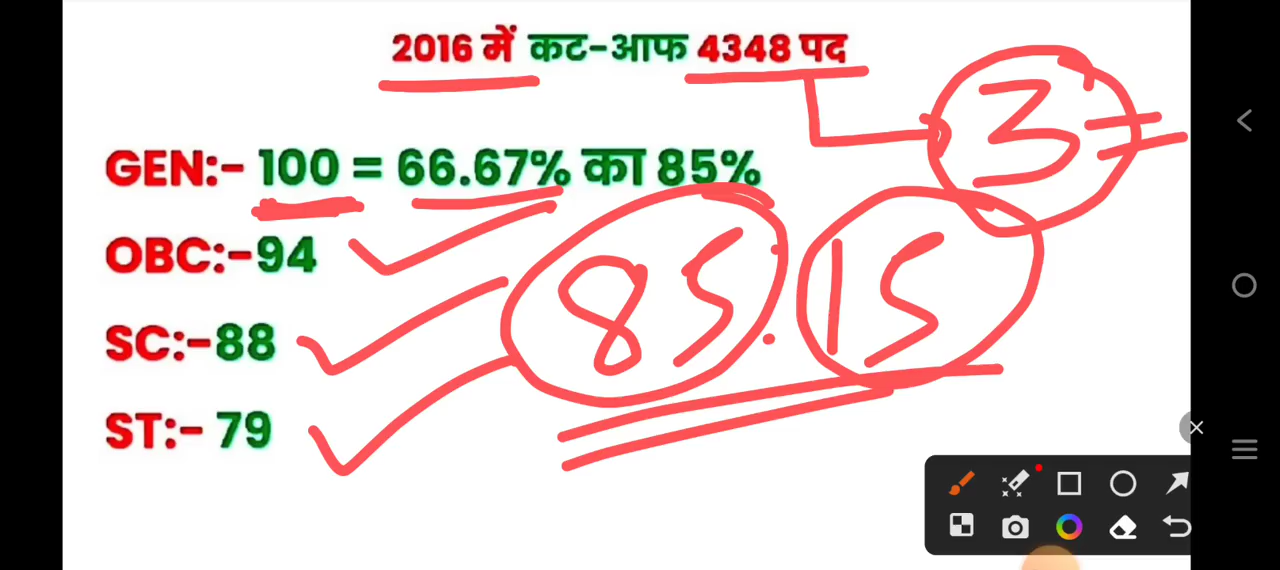 2016 में कट-आफ 4348 पद
3
GEN:- 100 = 66.67% का 85%
OBC:-94
85:15
SC:-88
ST:- 79